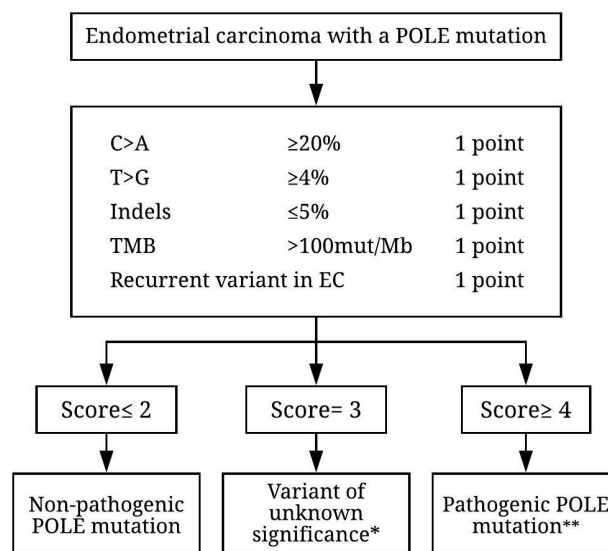 Endometrial carcinoma with a POLE mutation
C>A ≥20% 1 point
T>G ≥4% 1 point
Indels ≤5% 1 point
TMB >100mut/Mb 1 point
Recurrent variant in EC 1 point
Score≤ 2
Score= 3
Score≥ 4
Non-pathogenic
POLE mutation
Variant of
unknown
significance*
Pathogenic POLE
mutation**